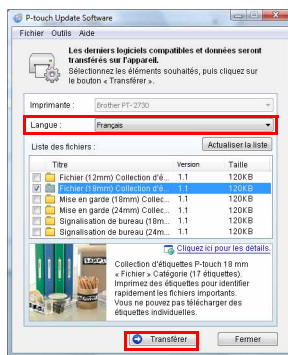 P-touch Update Software
Fichier Outils Aide
Les derniers logiciels compatibles et données seront
transférés sur l'appareil.
Sélectionnez les éléments souhaités, puis cliquez sur
le bouton « Transférer ».
Imprimante : Brother PT-2730
Langue : Français
Liste des fichiers : Actualiser la liste
Titre Version Taille
Fichier (12mm) Collection d'é... 1.1 120KB
Fichier (18mm) Collection d'é... 1.1 120KB
Mise en garde (18mm) Collec... 1.1 120KB
Mise en garde (24mm) Collec... 1.1 120KB
Signalisation de bureau (18m... 1.1 120KB
Signalisation de bureau (24m... 1.1 120KB
Cliquez ici pour les détails.
Collection d'étiquettes P-touch 18 mm
« Fichier » Catégorie (17 étiquettes).
Imprimez des étiquettes pour identifier
rapidement les fichiers importants.
Vous ne pouvez pas télécharger des
étiquettes individuelles.
Transférer Fermer